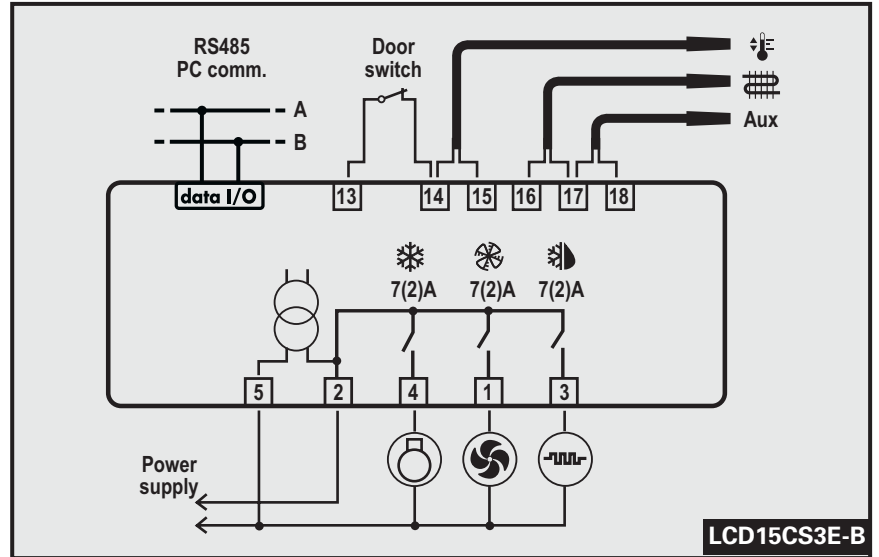 RS485
PC comm.
Door
switch
A
B
Aux
data I/O
13
14
15
16
17
18
7(2)A
7(2)A
7(2)A
5
2
4
1
3
Power
supply
LCD15CS3E-B